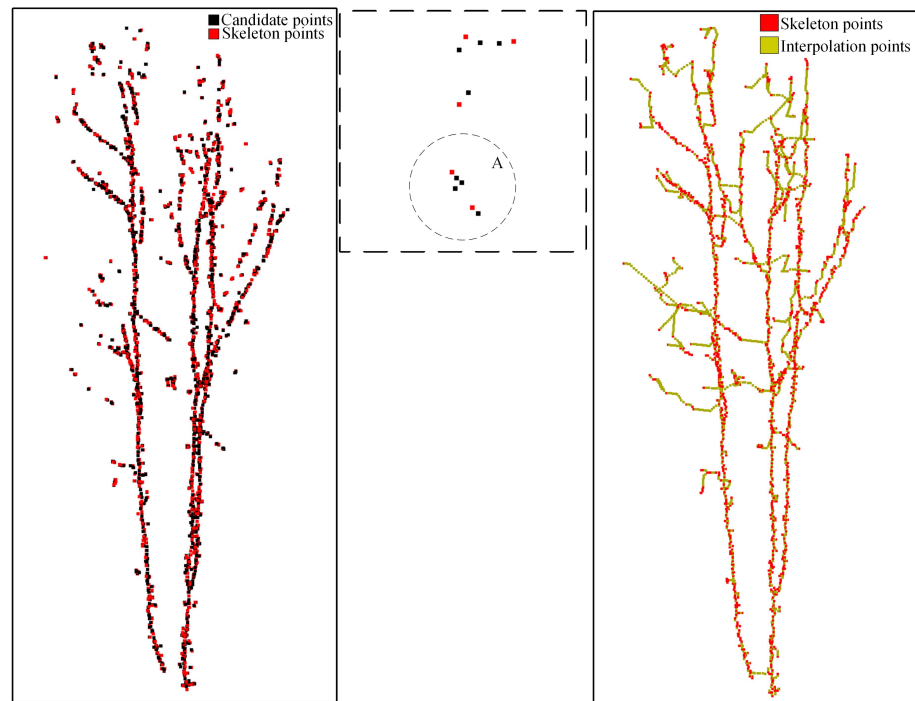 Candidate points
Skeleton points
A
Skeleton points
Interpolation points